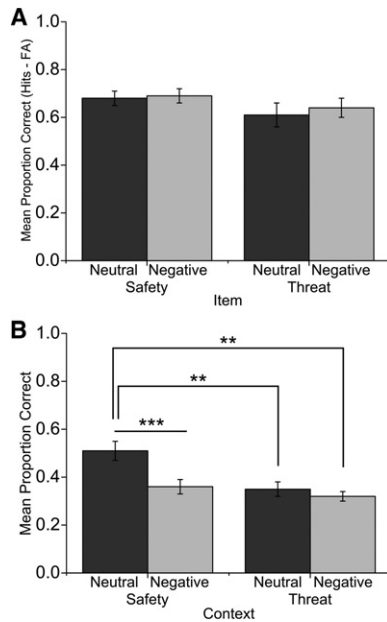 A
Mean Proportion Correct (Hits - FA)
1.0
0.8
0.6
0.4
0.2
0.0
Neutral Negative Neutral Negative
Safety Threat
Item
B
Mean Proportion Correct
1.0
0.8
0.6
0.4
0.2
0.0
**
**
***
Neutral Negative Neutral Negative
Safety Threat
Context